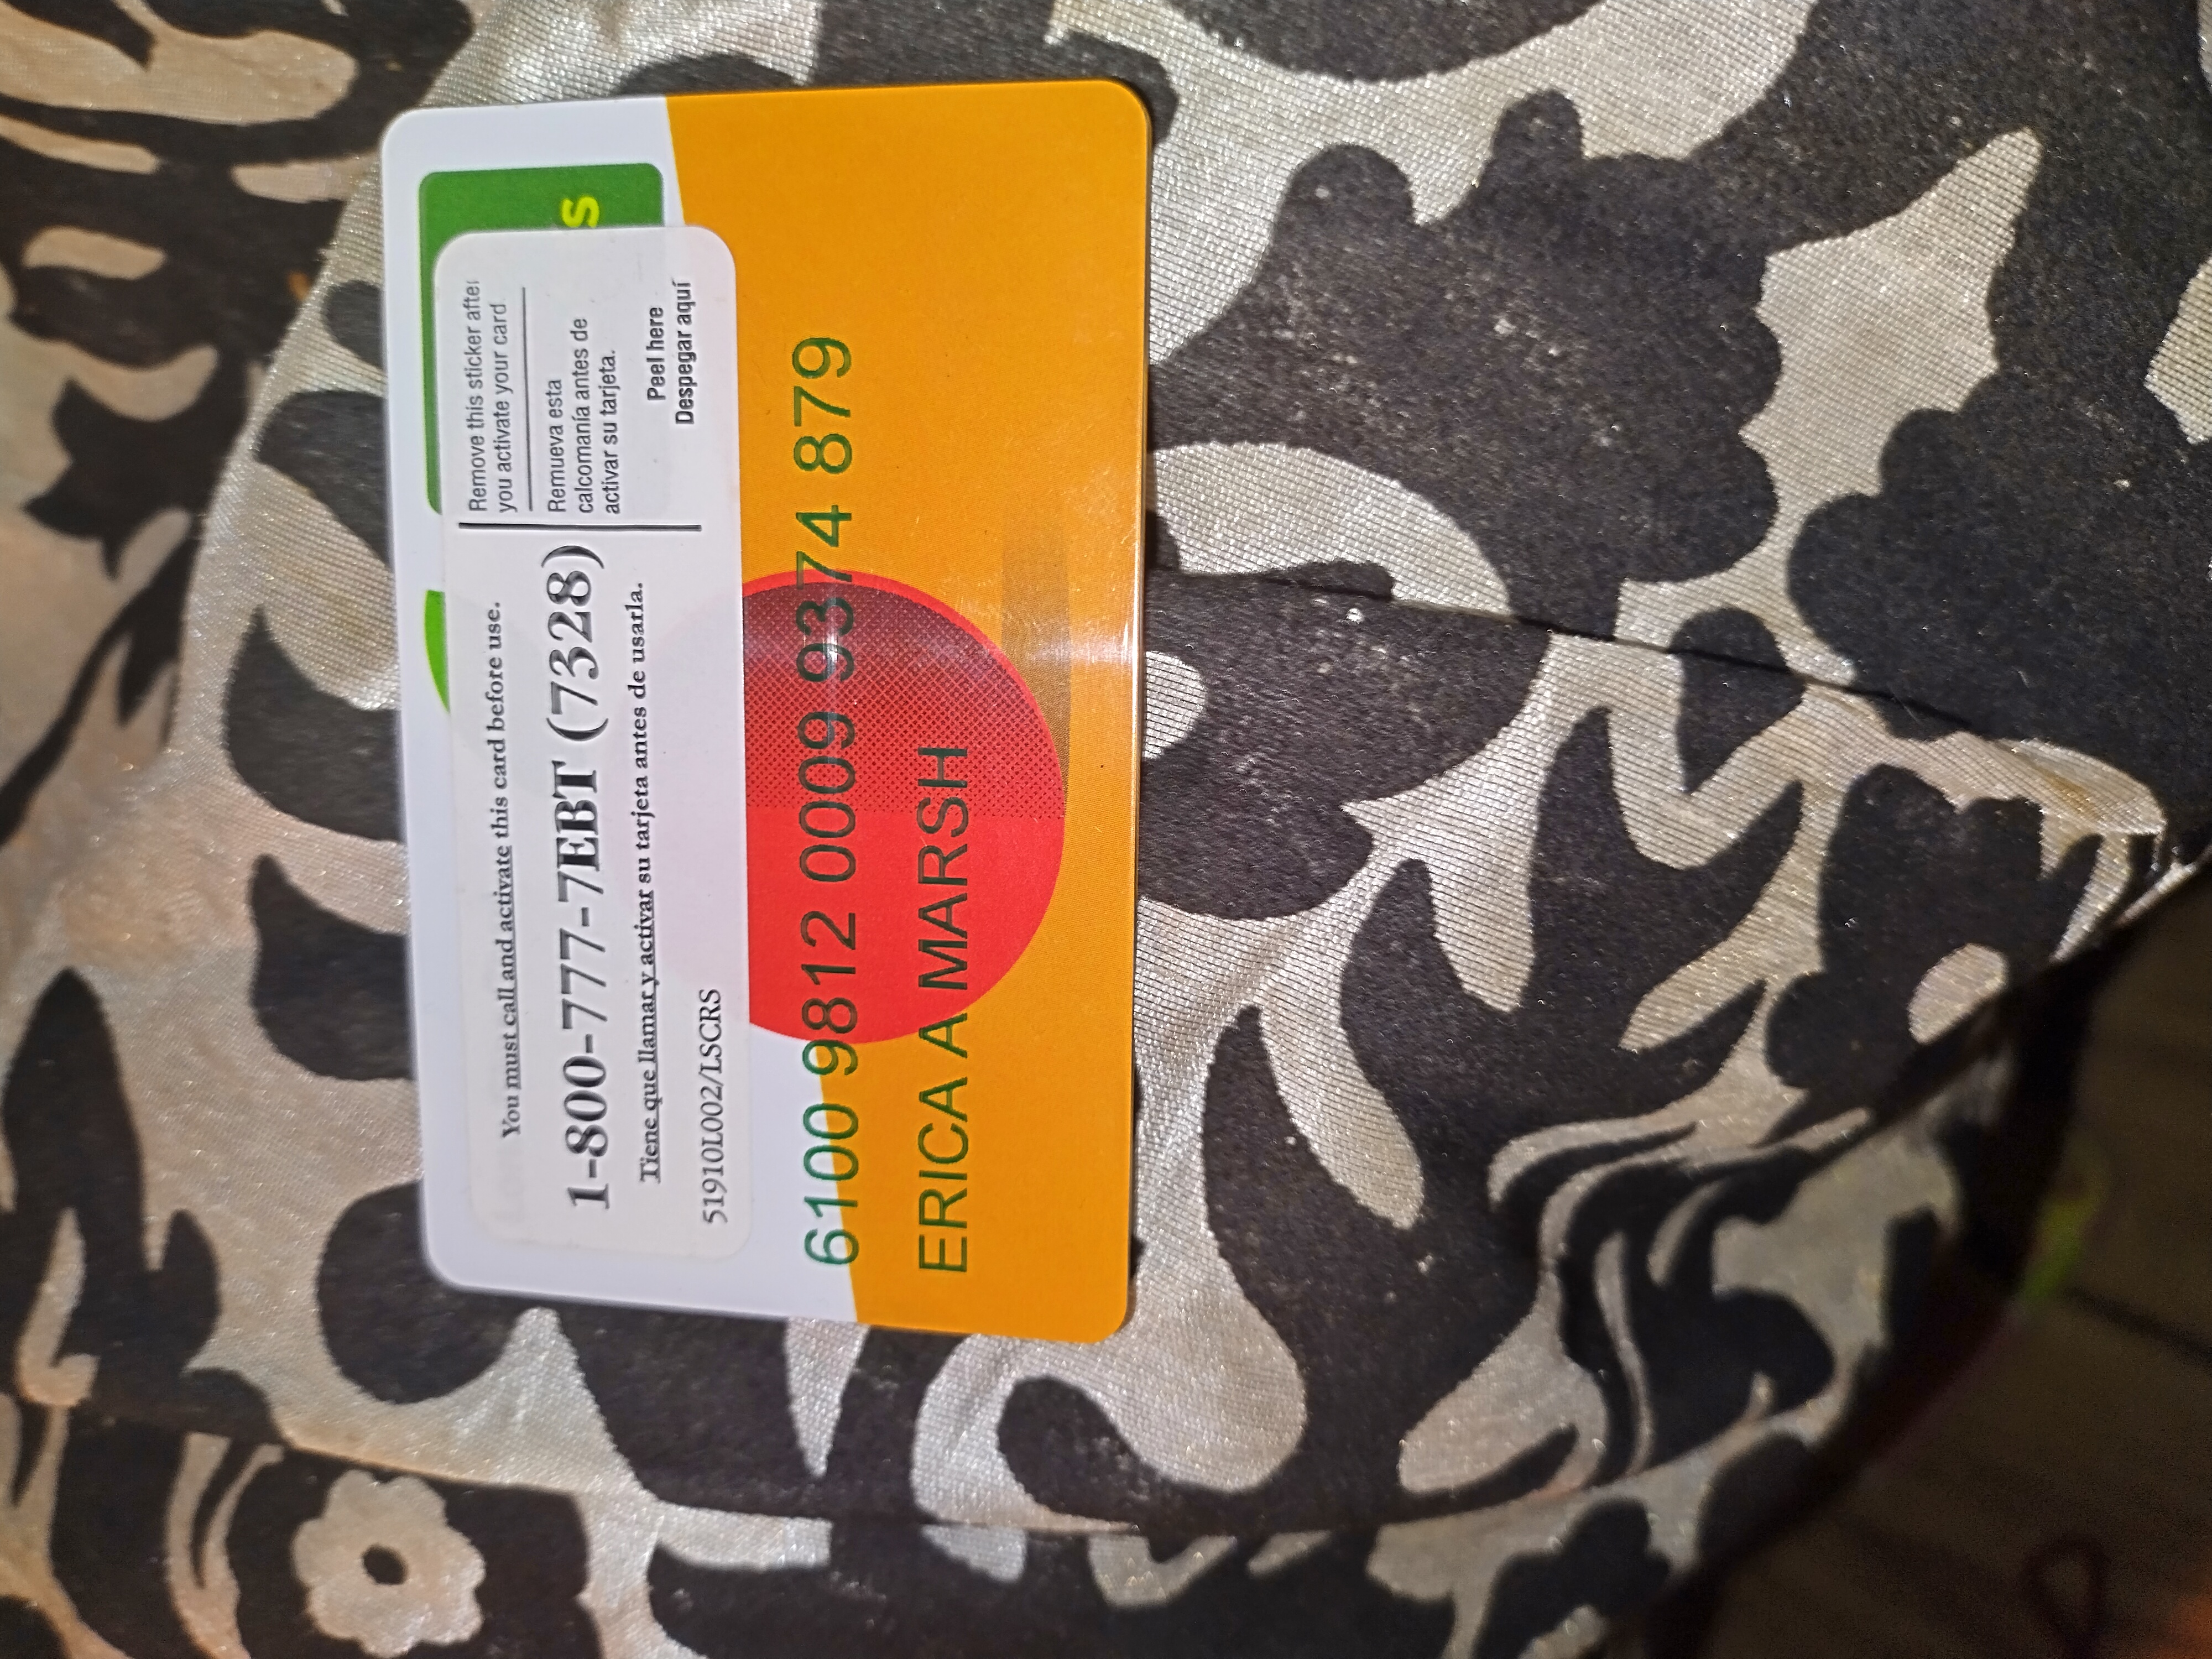 s
You must call and activate this card before use.
1-800-777-7EBT (7328)
Tiene que llamar y activar su tarjeta antes de usarla.
51910L002/LSCRS
Remove this sticker after
you activate your card
Remueva esta
calcomanía antes de
activar su tarjeta.
Peel here
Despegar aquí
6100 9812 0009 9374 879
ERICA A MARSH